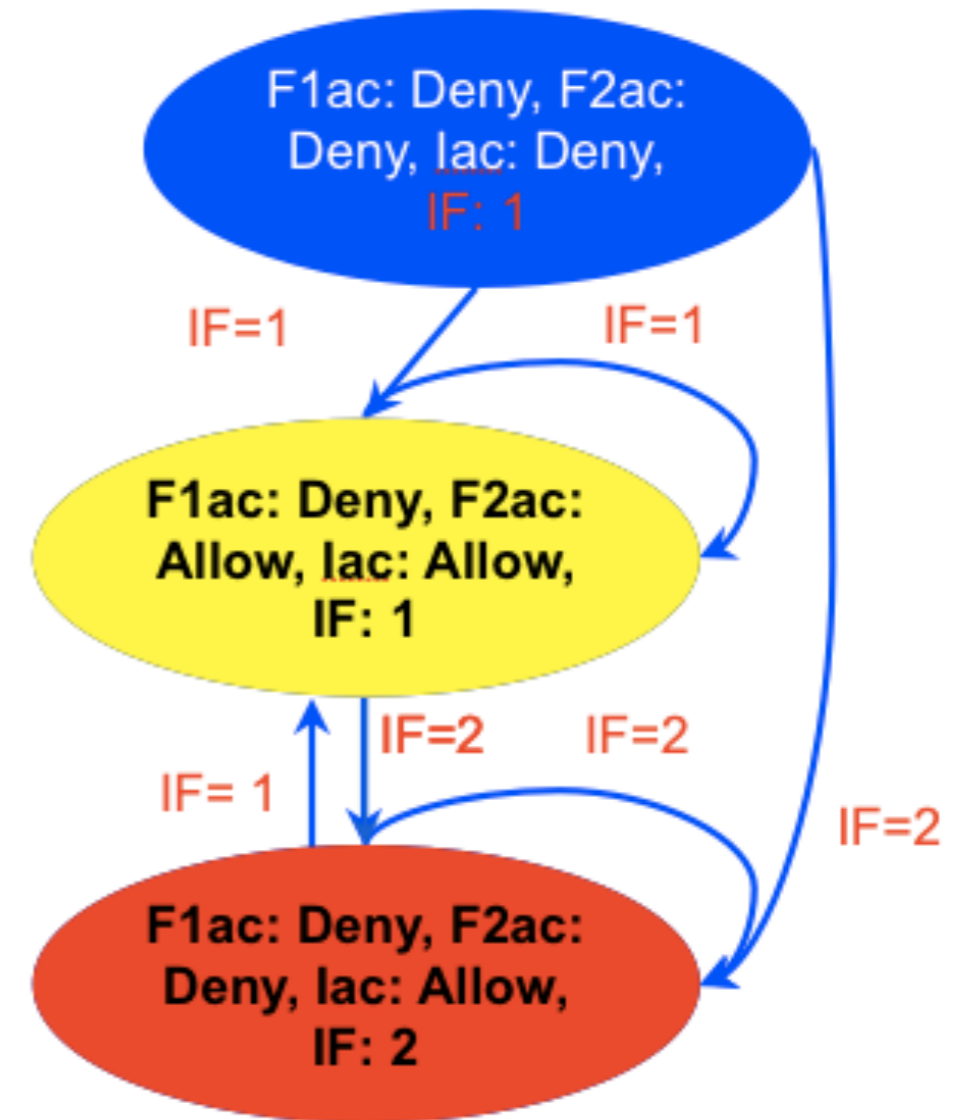 F1ac: Deny, F2ac:
Deny, Iac: Deny,
IF: 1
IF=1
IF=1
F1ac: Deny, F2ac:
Allow, Iac: Allow,
IF: 1
IF=2
IF=2
IF= 1
IF=2
F1ac: Deny, F2ac:
Deny, Iac: Allow,
IF: 2